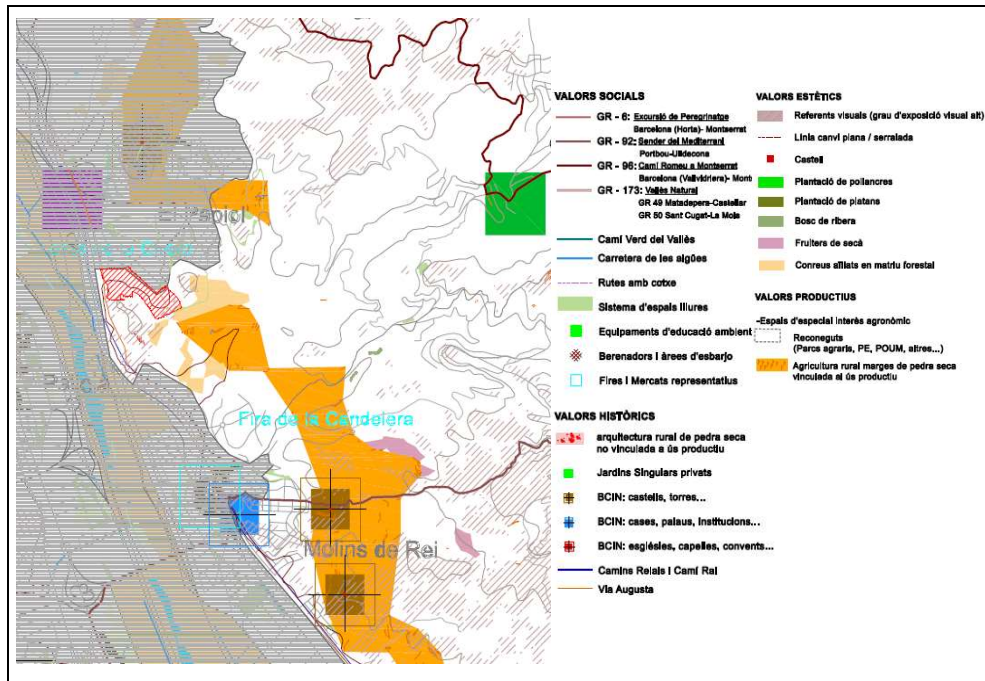 El Papiol
Fira de la Candelera
Molins de Rei
VALORS SOCIALS
GR - 6: Excursió de Peregrinatge
Barcelona (Horta)- Montserrat
GR - 92: Sender del Mediterrani
Portbou-Ulldecona
GR - 96: Camí Romeu a Montserrat
Barcelona (Vallvidriera)- Mont
GR - 173: Vallès Natural
GR 49 Matadepera-Castellar
GR 50 Sant Cugat-La Mola
Camí Verd del Vallès
Carretera de les aigües
Rutes amb cotxe
Sistema d'espais lliures
Equipaments d'educació ambient
Berenadors i àrees d'esbarjo
Fires i Mercats representatius
VALORS HISTÒRICS
arquitectura rural de pedra seca
no vinculada a ús productiu
Jardins Singulars privats
BCIN: castells, torres...
BCIN: cases, palaus, institucions...
BCIN: esglésies, capelles, convents...
Camins Relais i Camí Ral
Via Augusta
VALORS ESTÈTICS
Referents visuals (grau d'exposició visual alt)
Línia canvi plana / serralada
Castell
Plantació de pollancres
Plantació de platans
Bosc de ribera
Fruiters de secà
Conreus aïllats en matriu forestal
VALORS PRODUCTIUS
-Espais d'especial interès agronòmic
Reconeguts
(Parcs agraris, PE, POUM, altres...)
Agricultura rural marges de pedra seca
vinculada al ús productiu